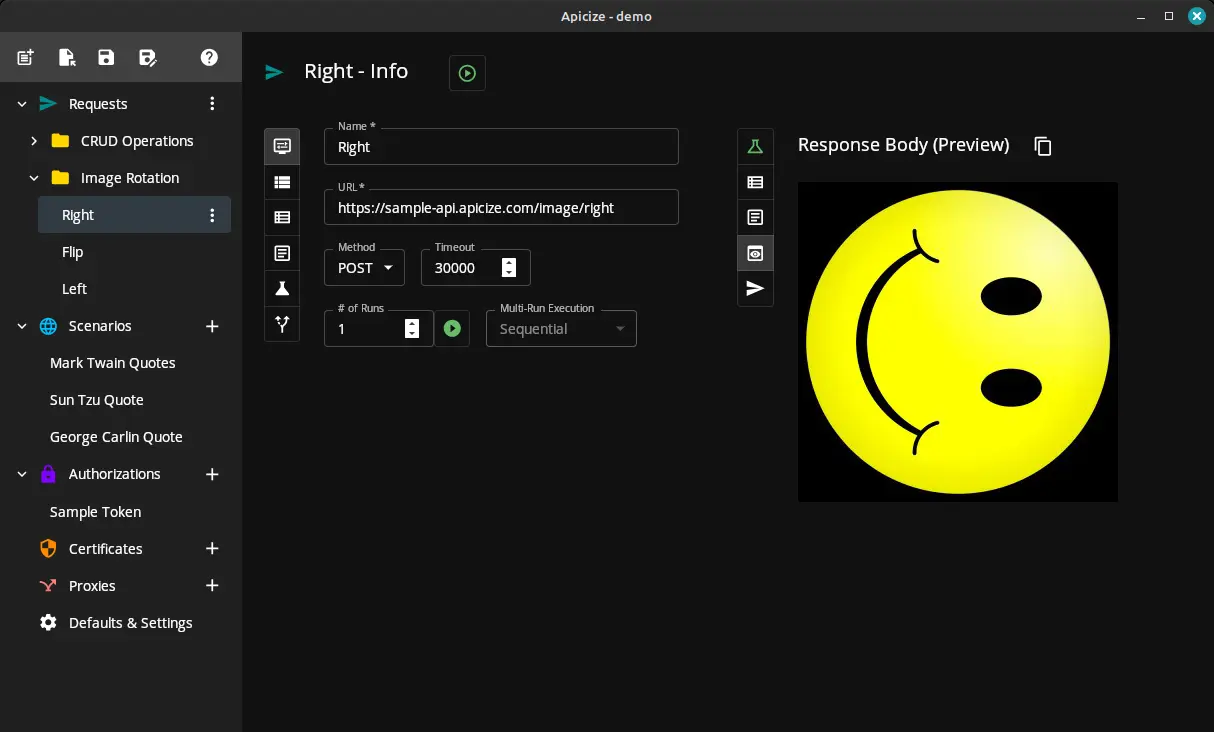 Apicize - demo
Requests
CRUD Operations
Image Rotation
Right
Flip
Left
Scenarios
Mark Twain Quotes
Sun Tzu Quote
George Carlin Quote
Authorizations
Sample Token
Certificates
Proxies
Defaults & Settings
Right - Info
Name *
Right
URL *
https://sample-api.apicize.com/image/right
Method Timeout
POST 30000
# of Runs Multi-Run Execution
1 Sequential
Response Body (Preview)